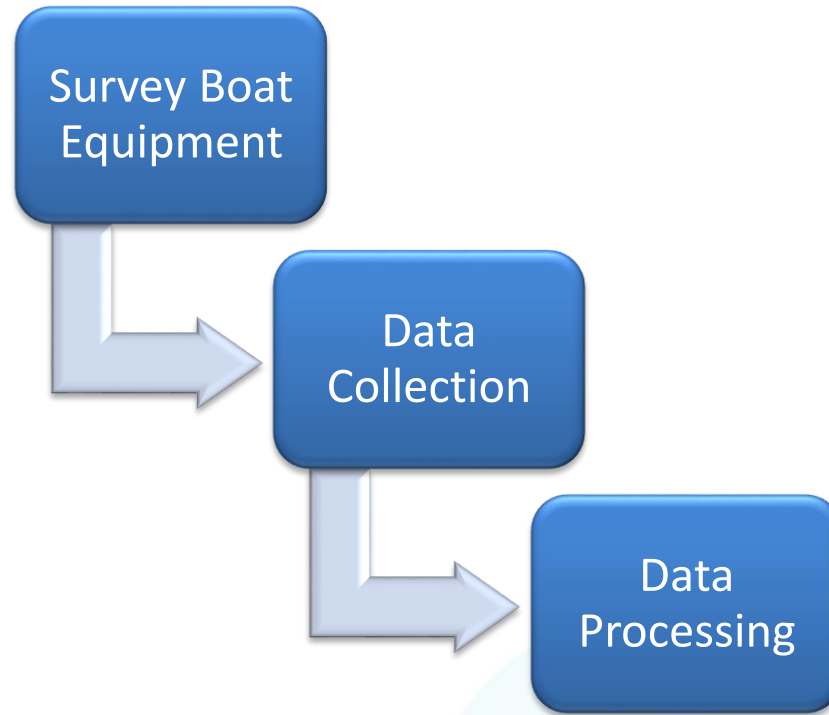 Survey Boat
Equipment
Data
Collection
Data
Processing